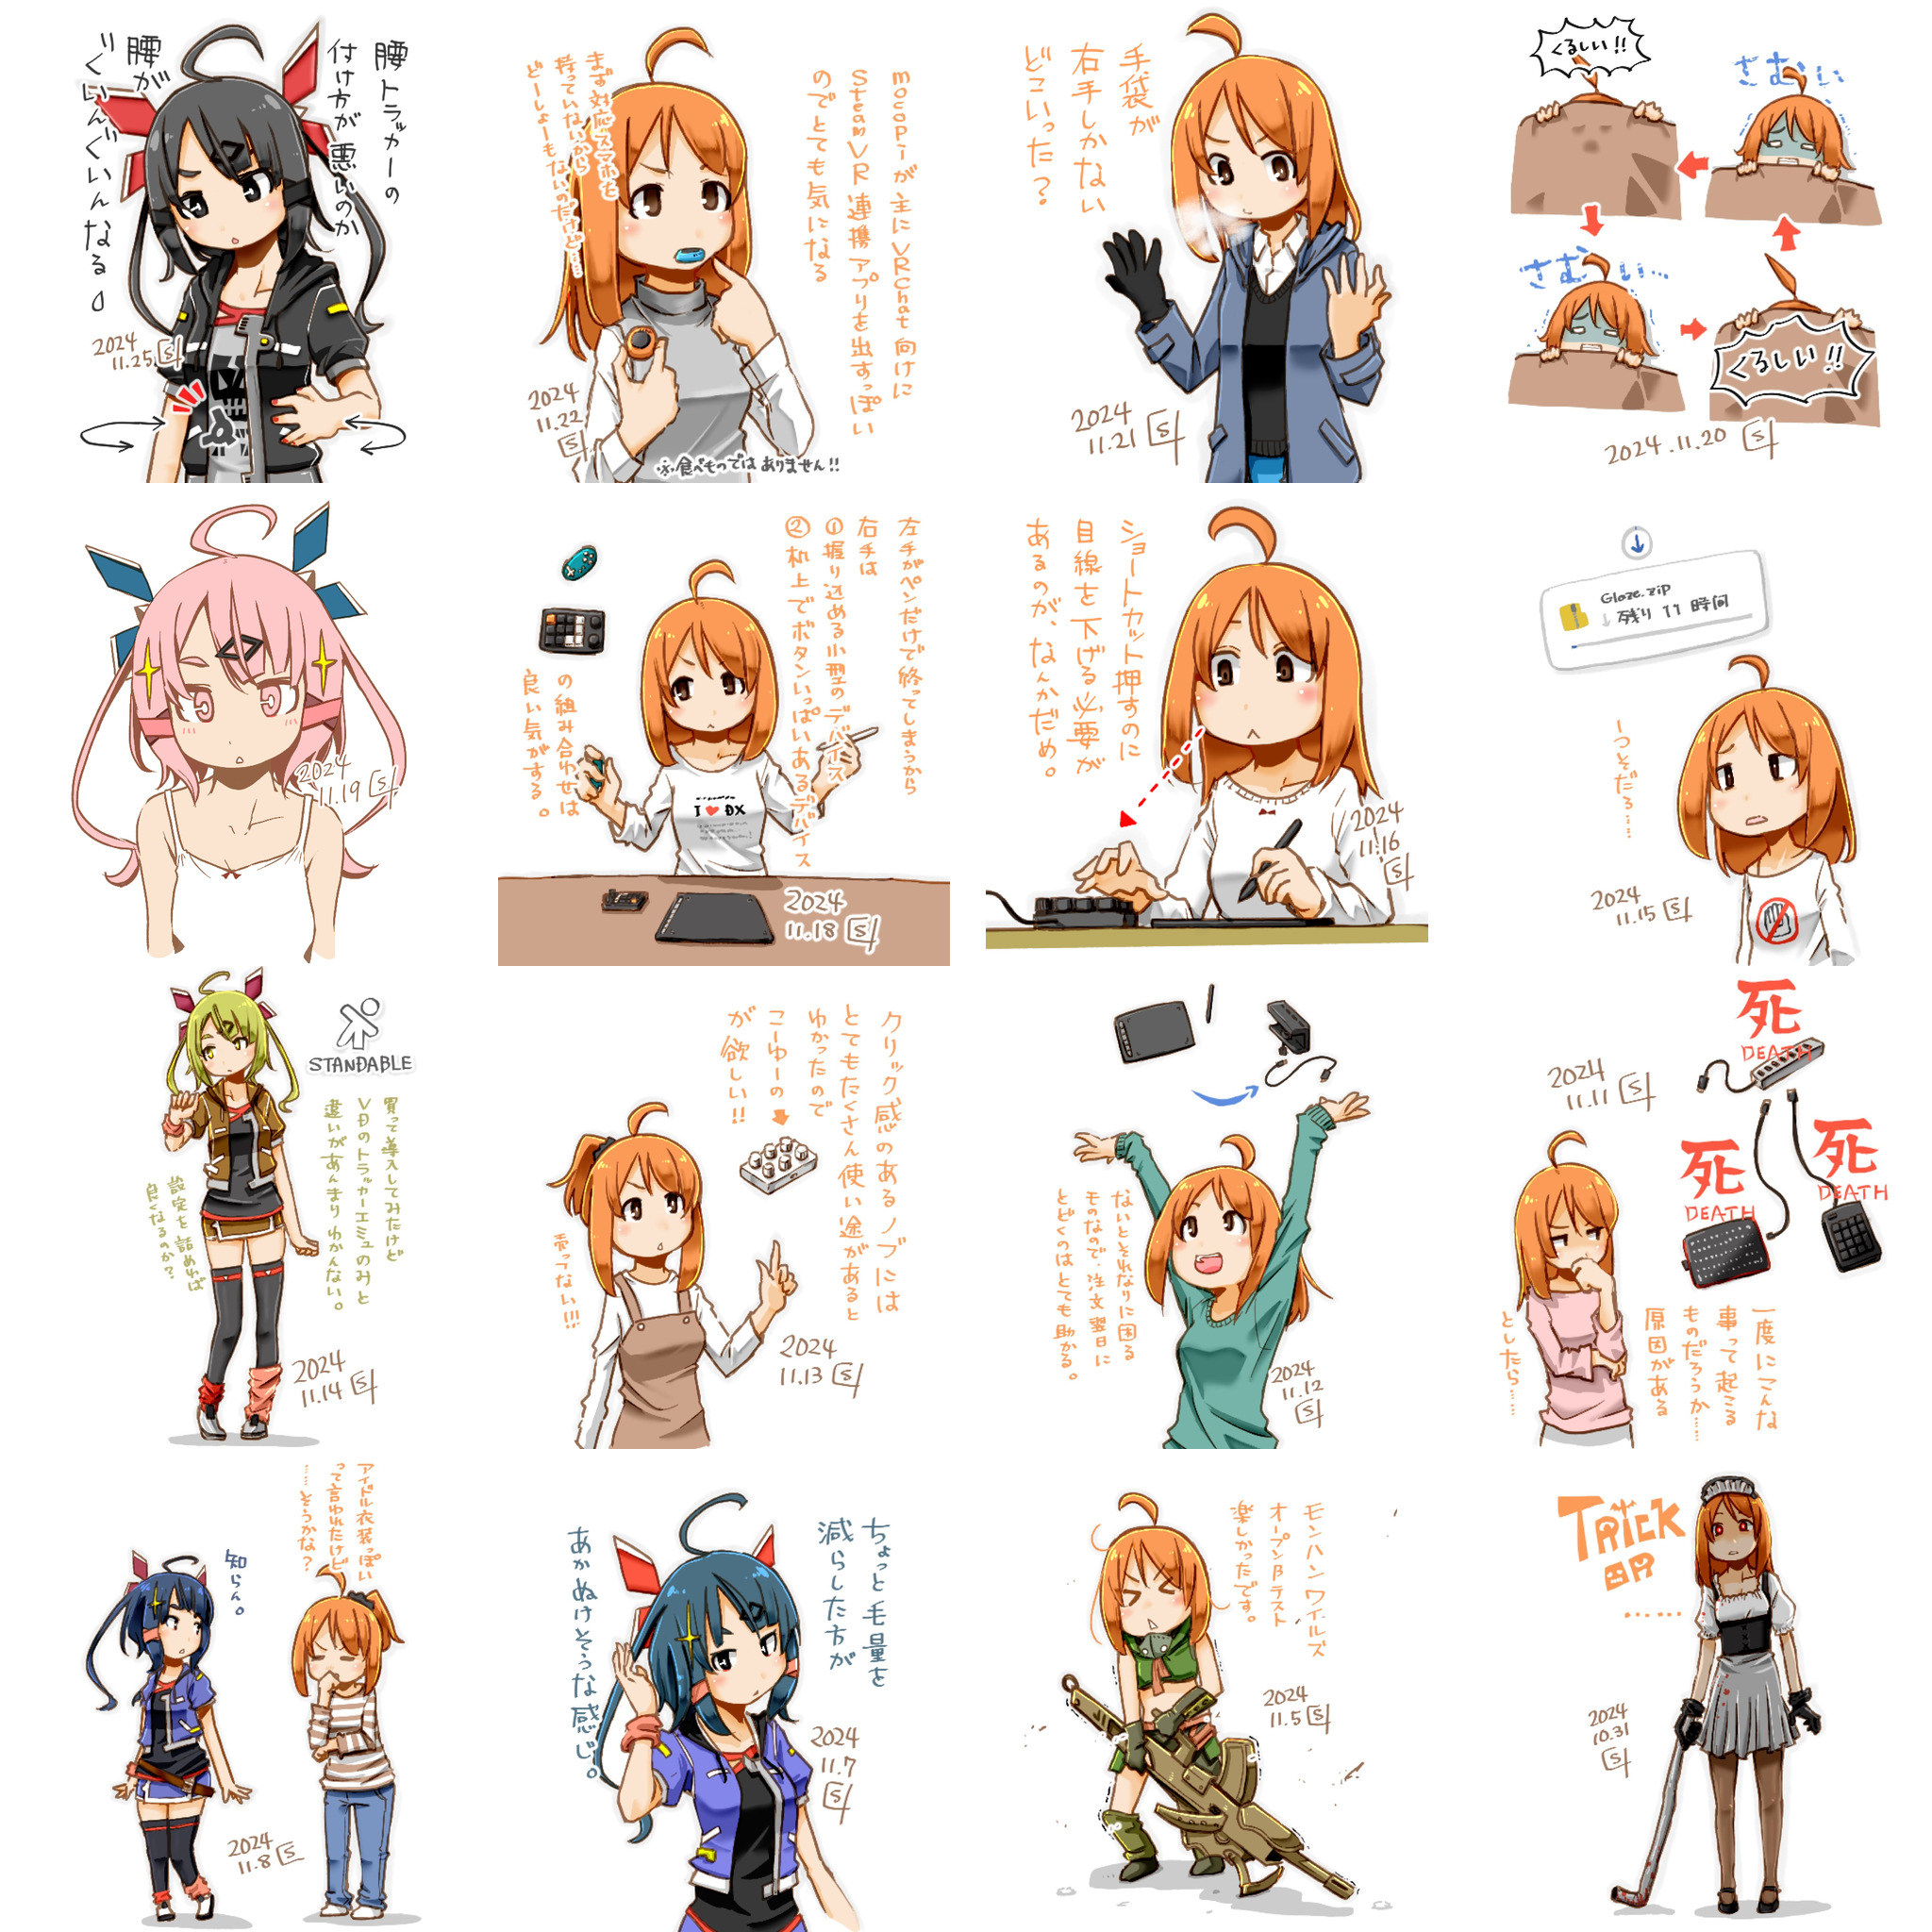 腰トラッカーの
付け方が悪いのか
腰が
ぐいんぐいんなる。
2024
11.25
mocopiが主にVRChat向けに
SteamVR連携アプリを出すっぽい
のでとても気になる
まず対応スマホを
持っていないから
どーしょーもないのだけど……
2024
11.22
※食べものではありません!!
手袋が
右手しかない
どこいった?
2024
11.21
くるしい!!
さむい
さむい…
くるしい!!
2024.11.20
2024
11.19
左手がペンだけで終ってしまうから
右手は
①握り込める小型のデバイス
②机上でボタンいっぱいあるデバイス
の組み合わせは
良い気がする。
I ♥ DX
2024
11.18
ショートカット押すのに
目線を下げる必要が
あるのが、なんかだめ。
2024
11.16
Glaze.zip
↓残り 11 時間
うそだろ……
2024
11.15
STANDABLE
買って導入してみたけど
VDのトラッカーエミュのみと
違いがあんまりわかんない。
設定を詰めれば
良くなるのか?
2024
11.14
クリック感のあるノブには
とてもたくさん使い途があると
わかったので
こーゆーの
が欲しい!!
売ってない!!!
2024
11.13
ないとそれなりに困る
ものなので、注文翌日に
とどくのはとても助かる。
2024
11.12
死
DEATH
2024
11.11
死
DEATH
死
DEATH
一度にこんな
事って起こる
ものだろうか……
原因がある
としたら……
アイドル衣装っぽい
って言われたけど
……そうかな?
知らん。
2024
11.8
ちょっと毛量を
減らした方が
あかぬけそうな感じ。
2024
11.7
モンハンワイルズ
オープンβテスト
楽しかったです。
2024
11.5
TRICK
OR
……
2024
10.31